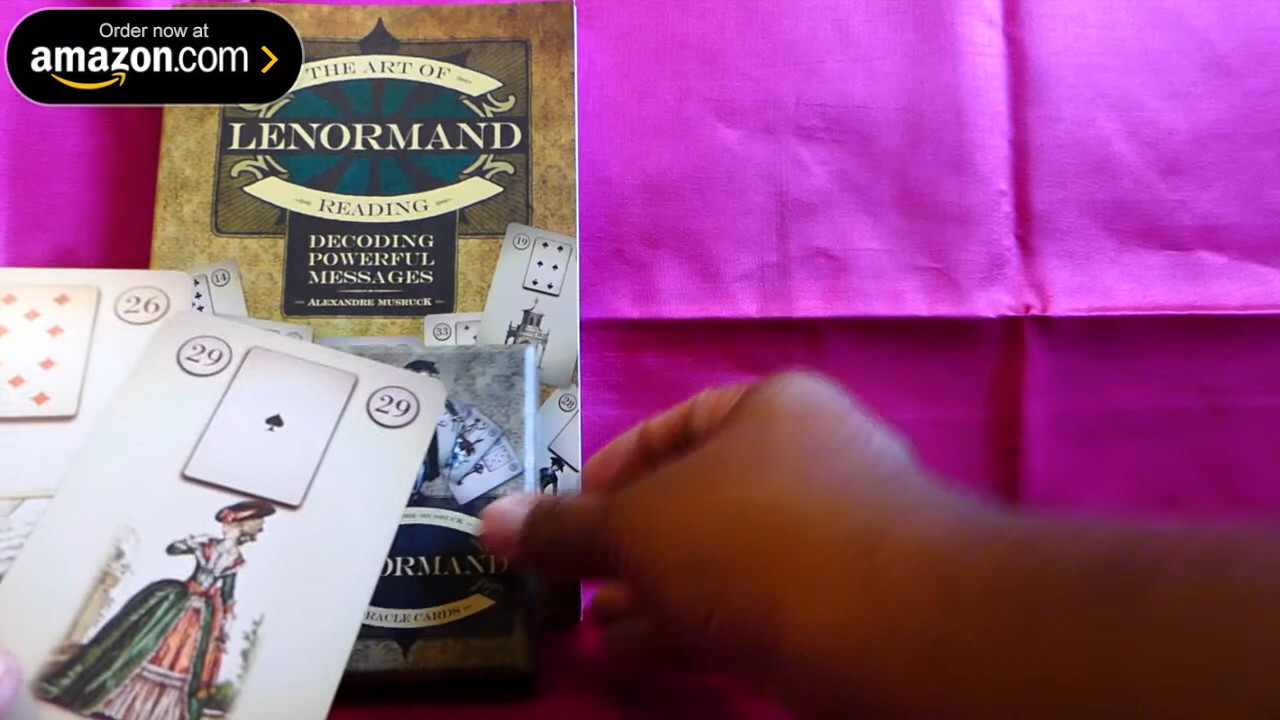 Order now at
amazon.com
THE ART OF
LENORMAND
READING
DECODING
POWERFUL
MESSAGES
ALEXANDRE MUSRUCK
19
14
33
26
29
29
28
ORMAND
RACLE CARDS